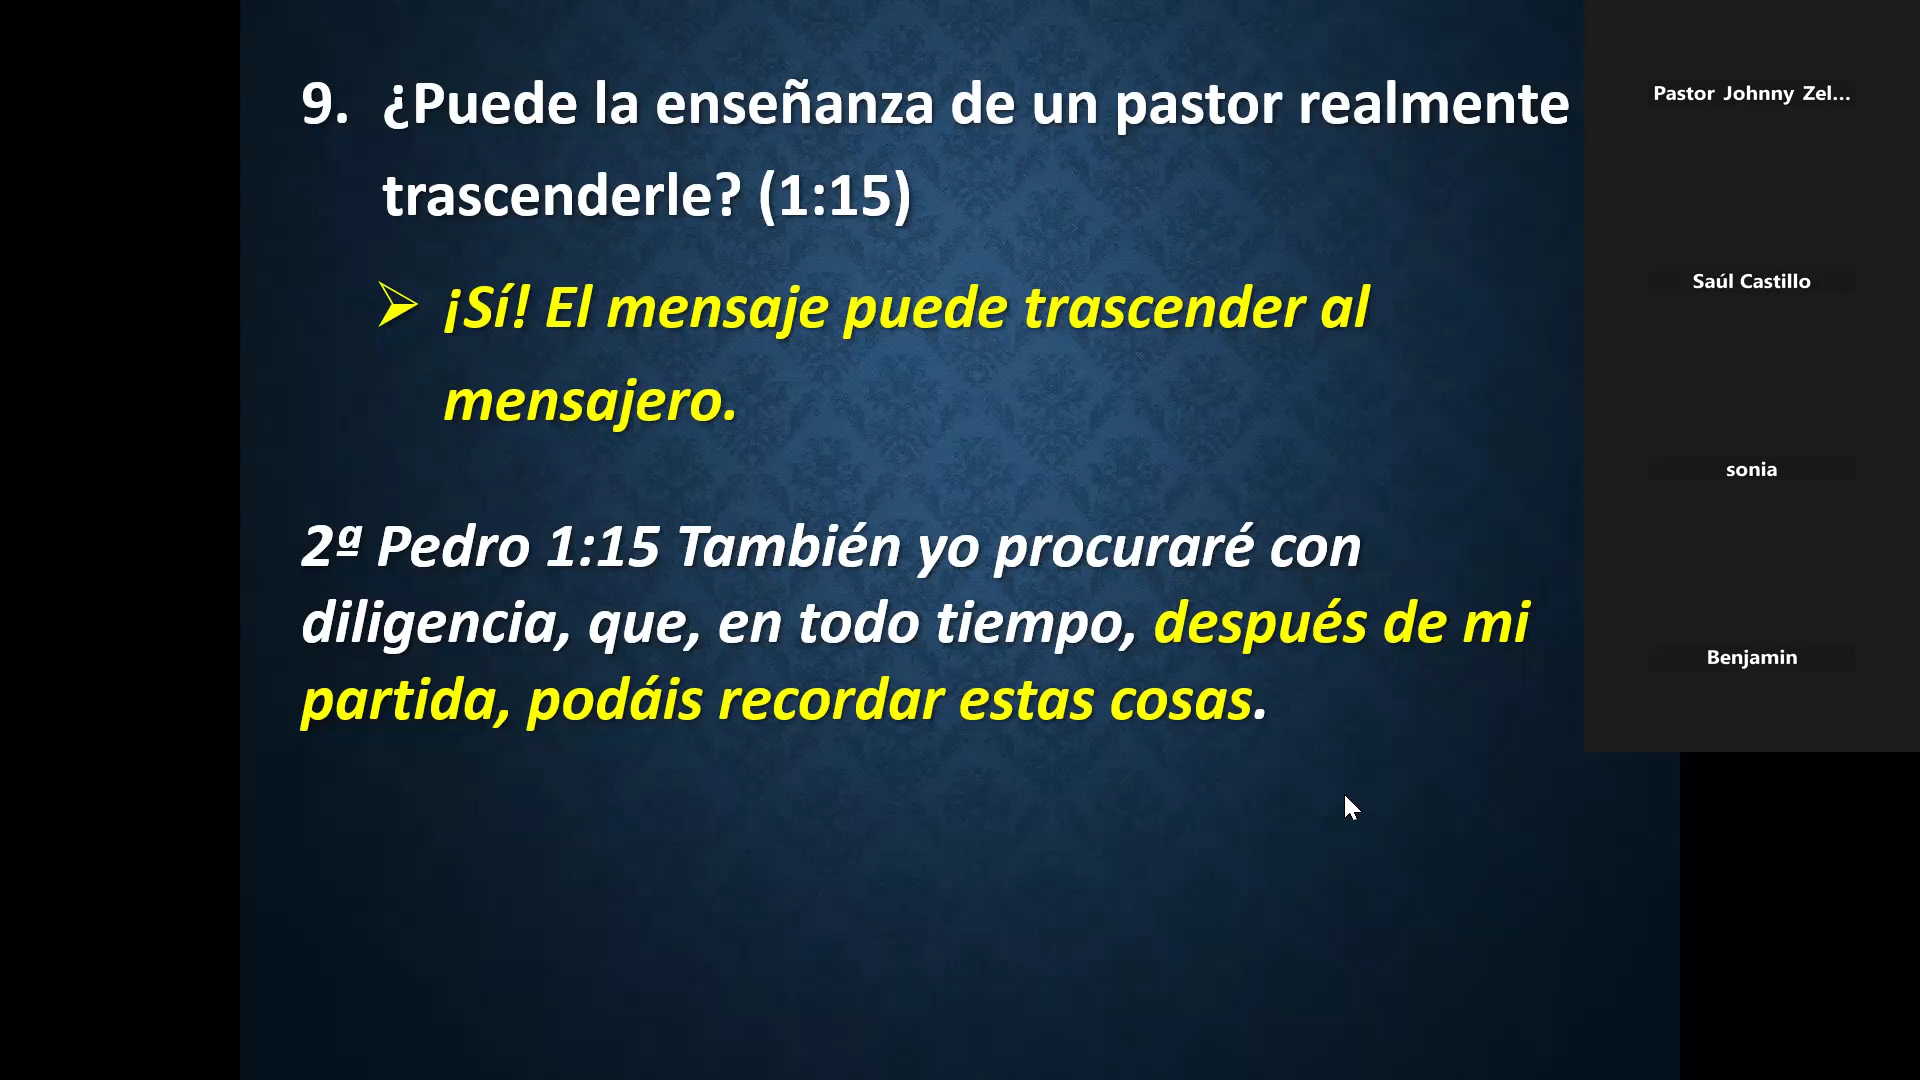 9. ¿Puede la enseñanza de un pastor realmente
trascenderle? (1:15)
¡Sí! El mensaje puede trascender al
mensajero.
2ª Pedro 1:15 También yo procuraré con
diligencia, que, en todo tiempo, después de mi
partida, podáis recordar estas cosas.
Pastor Johnny Zel...
Saúl Castillo
sonia
Benjamin